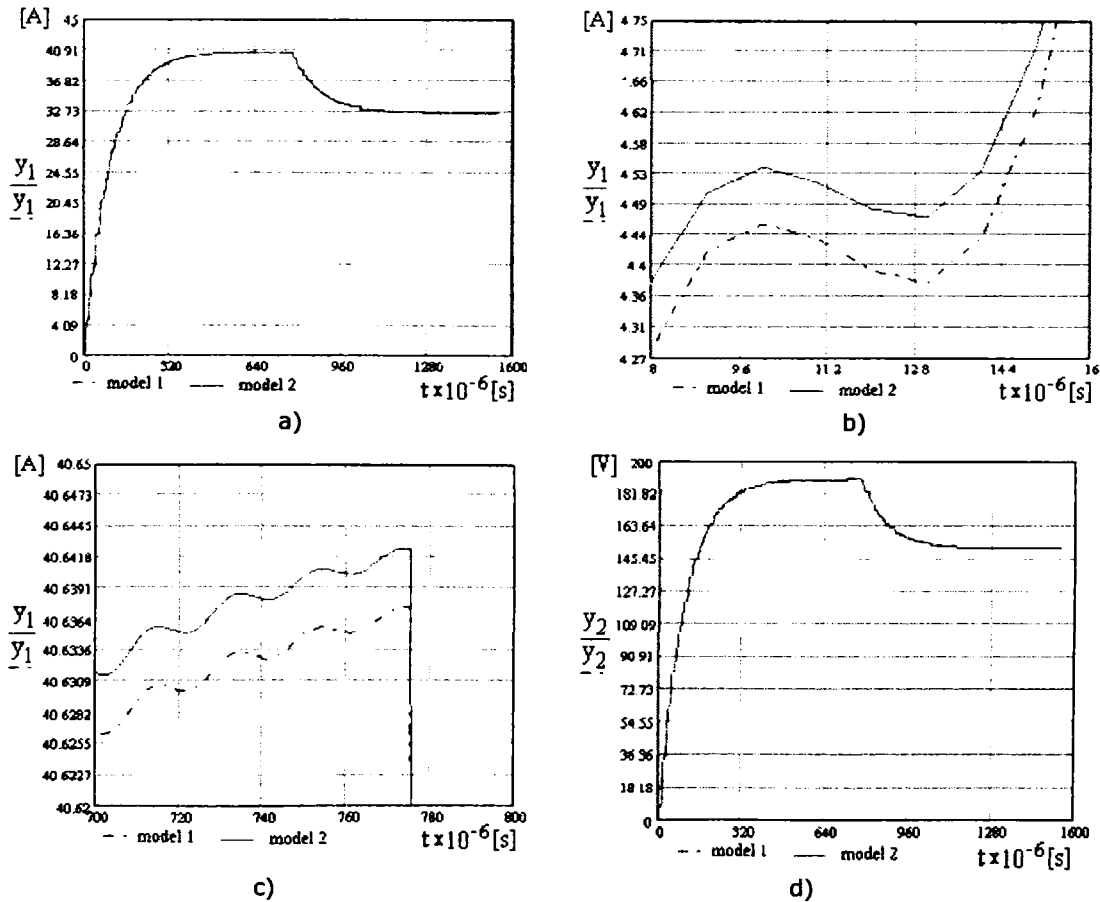 [A]
45
40 91
36 82
32 73
28 64
24 55
20 45
16 36
12 27
8 18
4 09
0
y1
y1
0 320 640 960 1280 1600
model 1 model 2 t x10-6[s]
a)
[A]
4 75
4 71
4 66
4 62
4 58
4 53
4 49
4 44
4 4
4 36
4 31
4 27
y1
y1
8 9 6 11 2 12 8 14 4 16
model 1 model 2 t x10-6[s]
b)
[A]
40 65
40 6473
40 6445
40 6418
40 6391
40 6364
40 6336
40 6309
40 6282
40 6255
40 6227
40 62
y1
y1
700 720 740 760 780 800
model 1 model 2 t x10-6[s]
c)
[V]
200
181 82
163 64
145 45
127 27
109 09
90 91
72 73
54 55
36 36
18 18
0
y2
y2
0 320 640 960 1280 1600
model 1 model 2 t x10-6[s]
d)